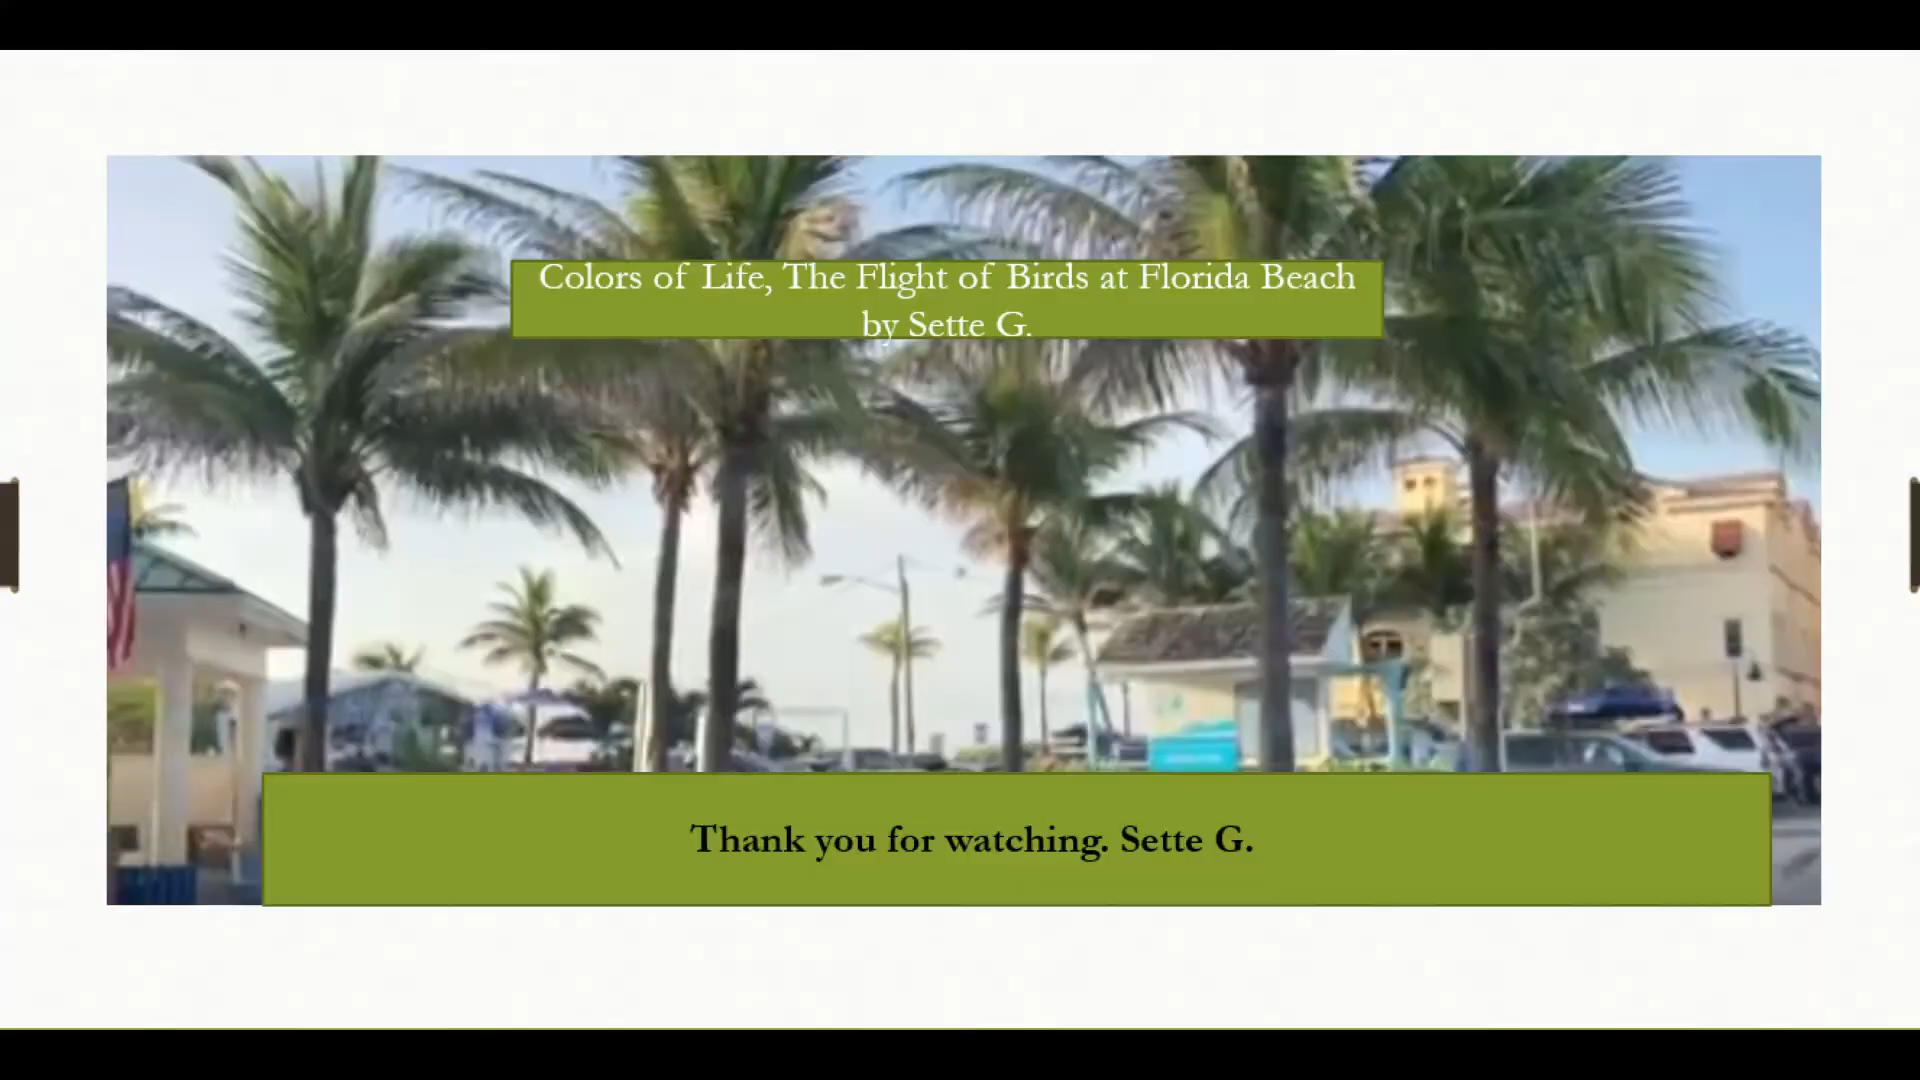 Colors of Life, The Flight of Birds at Florida Beach
by Sette G.
Thank you for watching. Sette G.